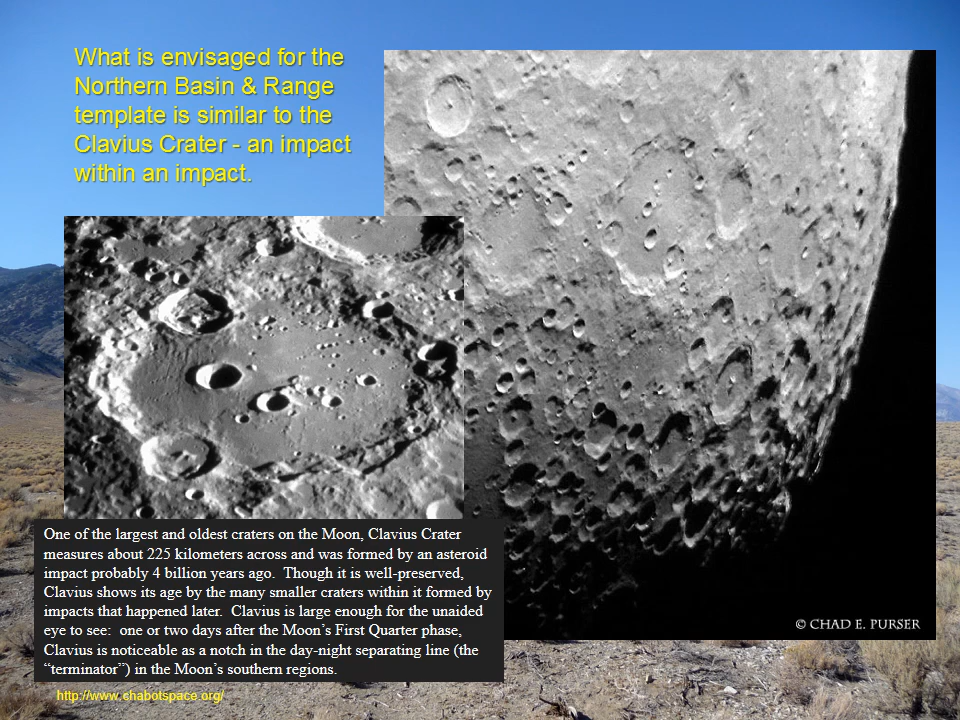 What is envisaged for the
Northern Basin & Range
template is similar to the
Clavius Crater - an impact
within an impact.
One of the largest and oldest craters on the Moon, Clavius Crater
measures about 225 kilometers across and was formed by an asteroid
impact probably 4 billion years ago. Though it is well-preserved,
Clavius shows its age by the many smaller craters within it formed by
impacts that happened later. Clavius is large enough for the unaided
eye to see: one or two days after the Moon's First Quarter phase,
Clavius is noticeable as a notch in the day-night separating line (the
“terminator”) in the Moon's southern regions.
© CHAD E. PURSER
http://www.chabotspace.org/